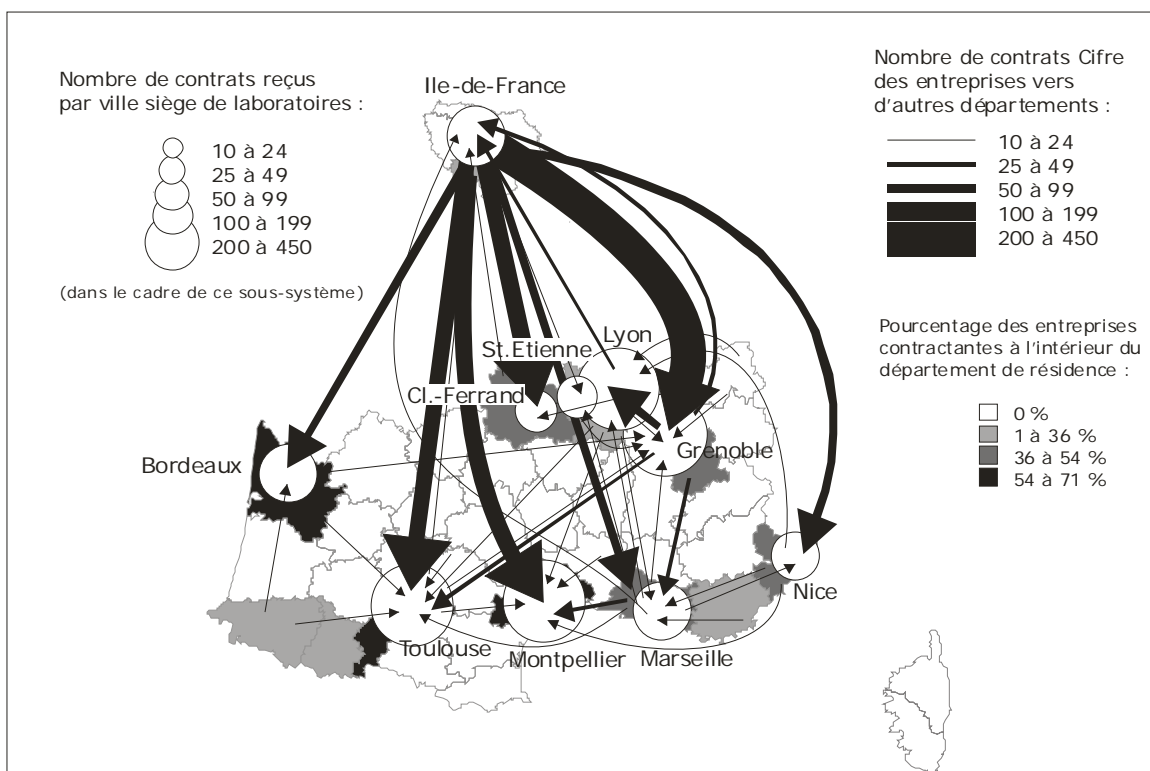 Nombre de contrats reçus
par ville siège de laboratoires :
10 à 24
25 à 49
50 à 99
100 à 199
200 à 450
(dans le cadre de ce sous-système)
Ile-de-France
Nombre de contrats Cifre
des entreprises vers
d'autres départements :
10 à 24
25 à 49
50 à 99
100 à 199
200 à 450
Pourcentage des entreprises
contractantes à l'intérieur du
département de résidence :
0 %
1 à 36 %
36 à 54 %
54 à 71 %
Lyon
St.Etienne
Cl.-Ferrand
Grenoble
Bordeaux
Nice
Toulouse
Montpellier
Marseille